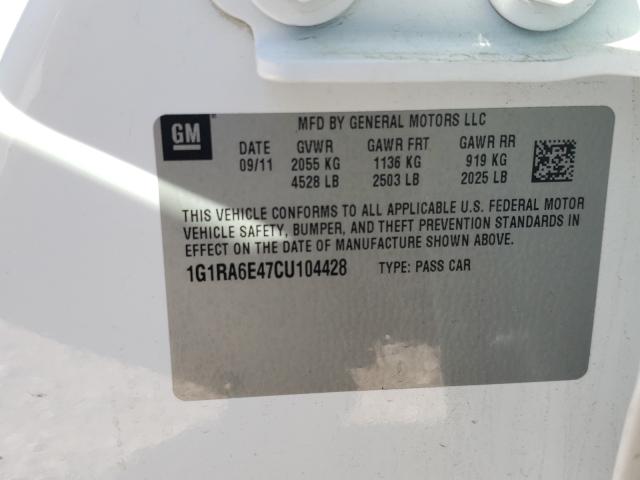 GM
MFD BY GENERAL MOTORS LLC
DATE GVWR GAWR FRT GAWR RR
09/11 2055 KG 1136 KG 919 KG
4528 LB 2503 LB 2025 LB
THIS VEHICLE CONFORMS TO ALL APPLICABLE U.S. FEDERAL MOTOR
VEHICLE SAFETY, BUMPER, AND THEFT PREVENTION STANDARDS IN
EFFECT ON THE DATE OF MANUFACTURE SHOWN ABOVE.
1G1RA6E47CU104428 TYPE: PASS CAR